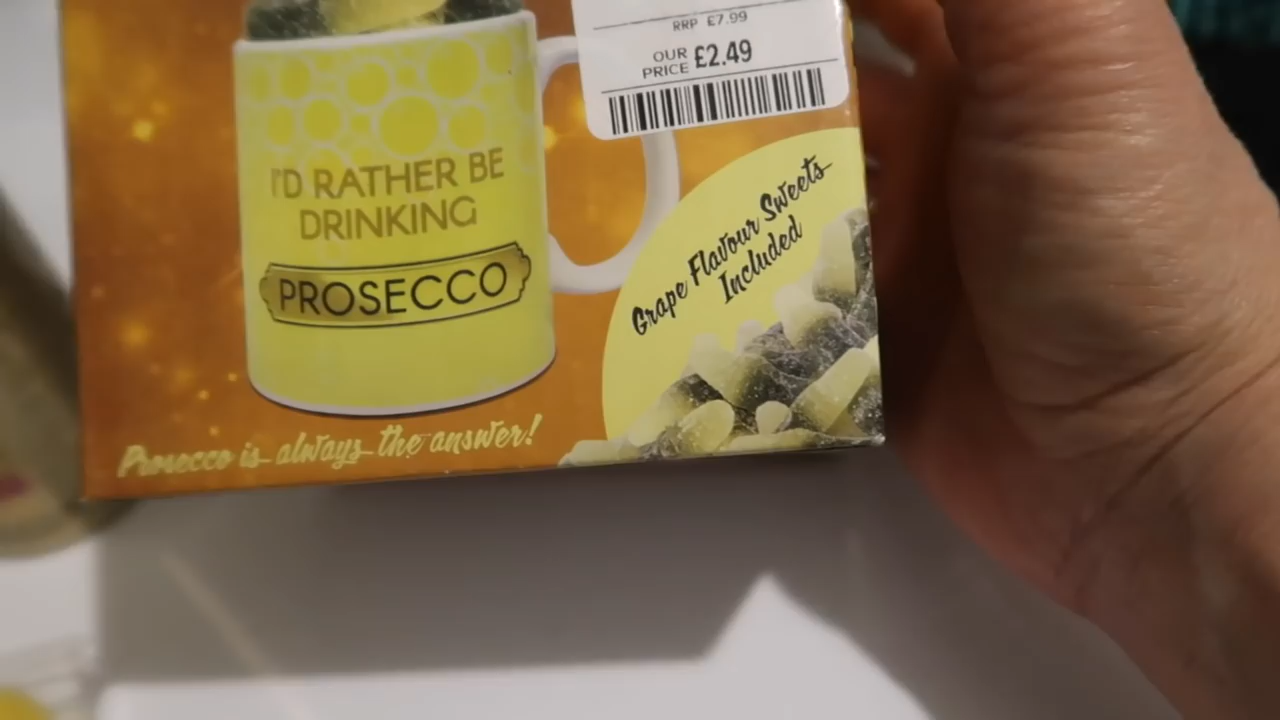 RRP £7.99
OUR
PRICE £2.49
I'D RATHER BE
DRINKING
PROSECCO
Grape Flavour Sweets
Included
Prosecco is always the answer!